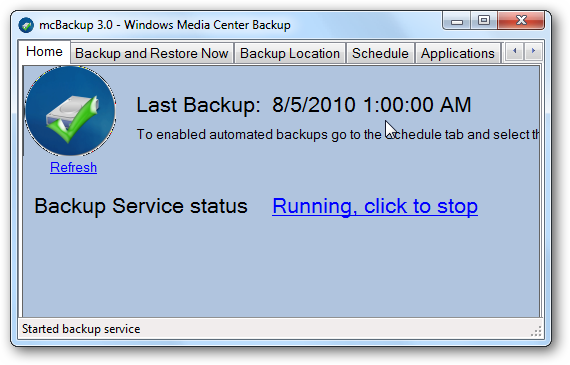 mcBackup 3.0 - Windows Media Center Backup
Home Backup and Restore Now Backup Location Schedule Applications
Last Backup: 8/5/2010 1:00:00 AM
To enabled automated backups go to the schedule tab and select th
Refresh
Backup Service status Running, click to stop
Started backup service